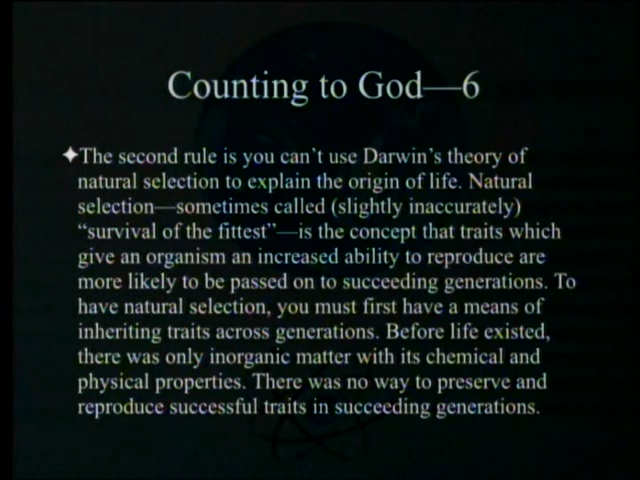 Counting to God—6
✦The second rule is you can't use Darwin's theory of
natural selection to explain the origin of life. Natural
selection—sometimes called (slightly inaccurately)
“survival of the fittest”—is the concept that traits which
give an organism an increased ability to reproduce are
more likely to be passed on to succeeding generations. To
have natural selection, you must first have a means of
inheriting traits across generations. Before life existed,
there was only inorganic matter with its chemical and
physical properties. There was no way to preserve and
reproduce successful traits in succeeding generations.